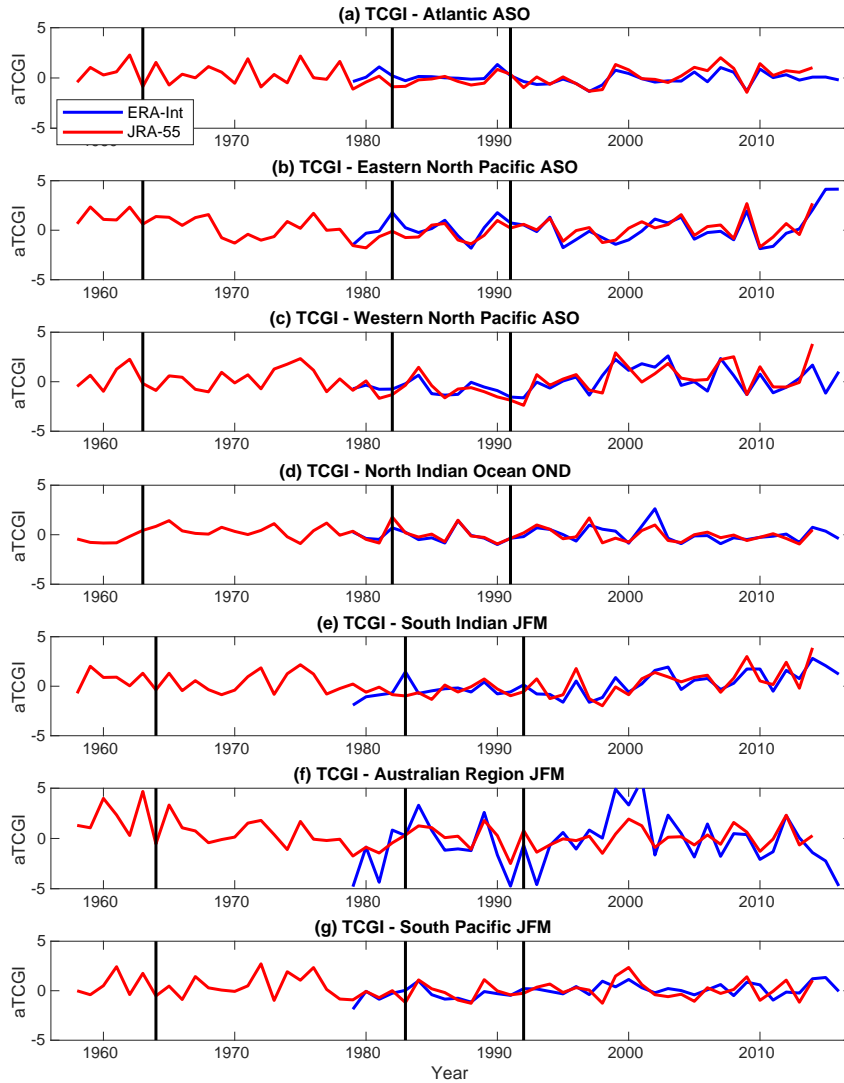 (a) TCGI - Atlantic ASO
5
0
-5
aTCGI
ERA-Int
JRA-55
1970 1980 1990 2000 2010
(b) TCGI - Eastern North Pacific ASO
5
0
-5
aTCGI
1960 1970 1980 1990 2000 2010
(c) TCGI - Western North Pacific ASO
5
0
-5
aTCGI
1960 1970 1980 1990 2000 2010
(d) TCGI - North Indian Ocean OND
5
0
-5
aTCGI
1960 1970 1980 1990 2000 2010
(e) TCGI - South Indian JFM
5
0
-5
aTCGI
1960 1970 1980 1990 2000 2010
(f) TCGI - Australian Region JFM
5
0
-5
aTCGI
1960 1970 1980 1990 2000 2010
(g) TCGI - South Pacific JFM
5
0
-5
aTCGI
1960 1970 1980 1990 2000 2010
Year